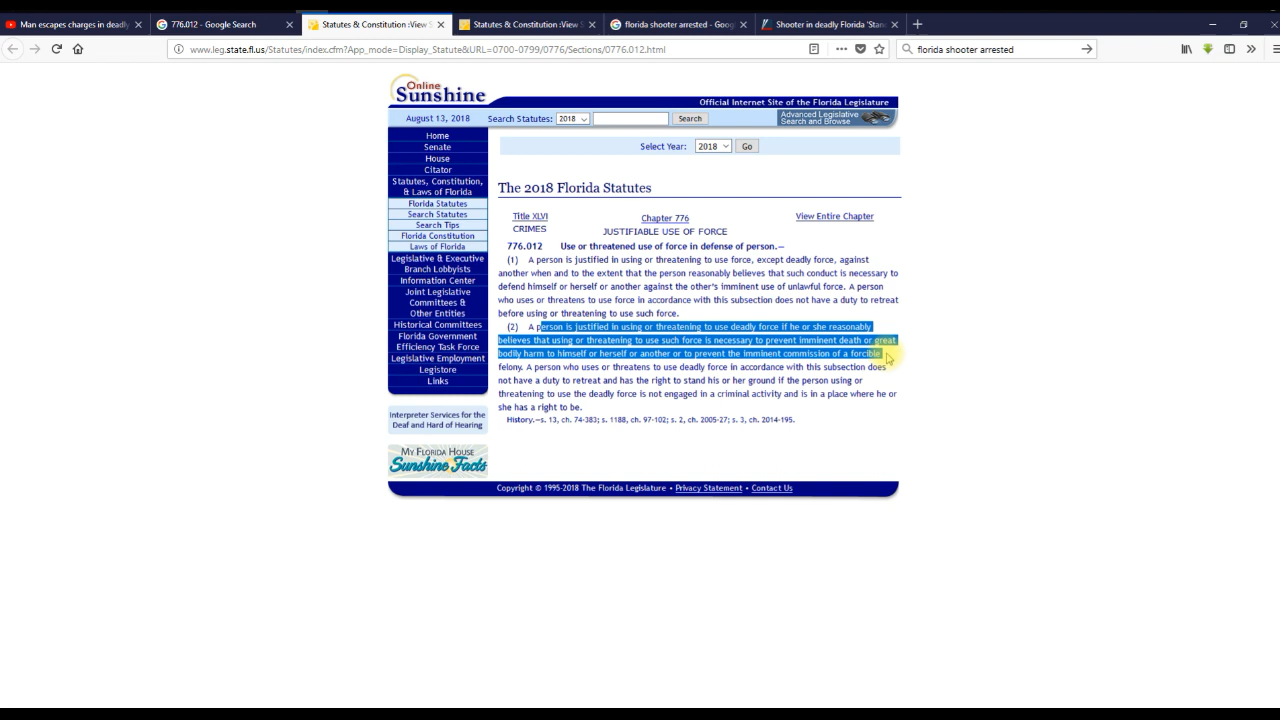 Man escapes charges in deadly
776.012 - Google Search
Statutes & Constitution :View S
Statutes & Constitution :View S
florida shooter arrested - Goog
Shooter in deadly Florida 'Stan
www.leg.state.fl.us/Statutes/index.cfm?App_mode=Display_Statute&URL=0700-0799/0776/Sections/0776.012.html
florida shooter arrested
Online
Sunshine
Official Internet Site of the Florida Legislature
August 13, 2018
Search Statutes:
2018
Search
Advanced Legislative
Search and Browse
Home
Senate
House
Citator
Statutes, Constitution,
& Laws of Florida
Florida Statutes
Search Statutes
Search Tips
Florida Constitution
Laws of Florida
Legislative & Executive
Branch Lobbyists
Information Center
Joint Legislative
Committees &
Other Entities
Historical Committees
Florida Government
Efficiency Task Force
Legislative Employment
Legistore
Links
Interpreter Services for the
Deaf and Hard of Hearing
MY FLORIDA HOUSE
Sunshine Facts
Select Year: 2018 Go
The 2018 Florida Statutes
Title XLVI
CRIMES
Chapter 776
JUSTIFIABLE USE OF FORCE
View Entire Chapter
776.012 Use or threatened use of force in defense of person.—
(1) A person is justified in using or threatening to use force, except deadly force, against
another when and to the extent that the person reasonably believes that such conduct is necessary to
defend himself or herself or another against the other's imminent use of unlawful force. A person
who uses or threatens to use force in accordance with this subsection does not have a duty to retreat
before using or threatening to use such force.
(2) A person is justified in using or threatening to use deadly force if he or she reasonably
believes that using or threatening to use such force is necessary to prevent imminent death or great
bodily harm to himself or herself or another or to prevent the imminent commission of a forcible
felony. A person who uses or threatens to use deadly force in accordance with this subsection does
not have a duty to retreat and has the right to stand his or her ground if the person using or
threatening to use the deadly force is not engaged in a criminal activity and is in a place where he or
she has a right to be.
History.—s. 13, ch. 74-383; s. 1188, ch. 97-102; s. 2, ch. 2005-27; s. 3, ch. 2014-195.
Copyright © 1995-2018 The Florida Legislature • Privacy Statement • Contact Us